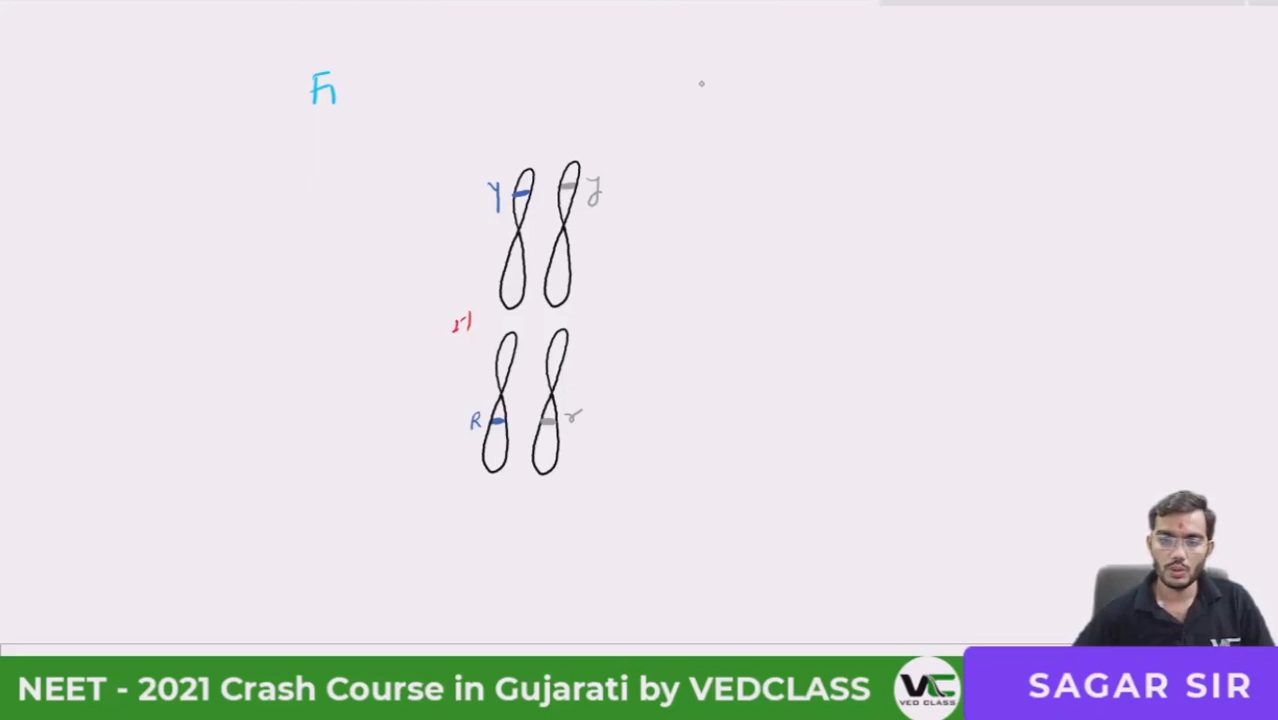 F1
Y
y
R
r
NEET - 2021 Crash Course in Gujarati by VEDCLASS
VC
VED CLASS
SAGAR SIR